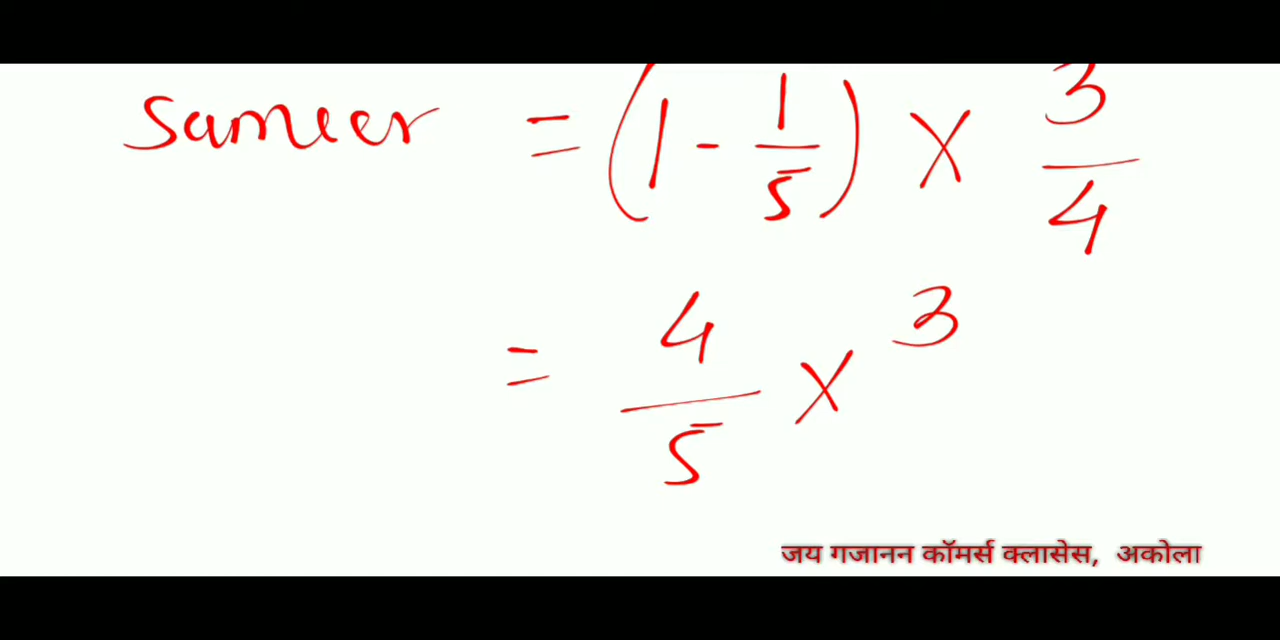 Sameer = (1 - 1/5) × 3/4
= 4/5 × 3
जय गजानन कॉमर्स क्लासेस, अकोला